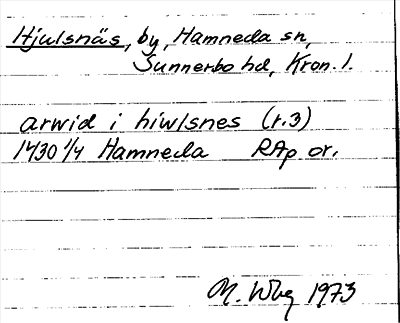 Hjulsnäs, by, Hamneda sn,
Sunnerbo hd, Kron. l.
arwid i hiwlsnes (r.3)
1430 1/4 Hamneda RAp or.
M. Wbg 1973